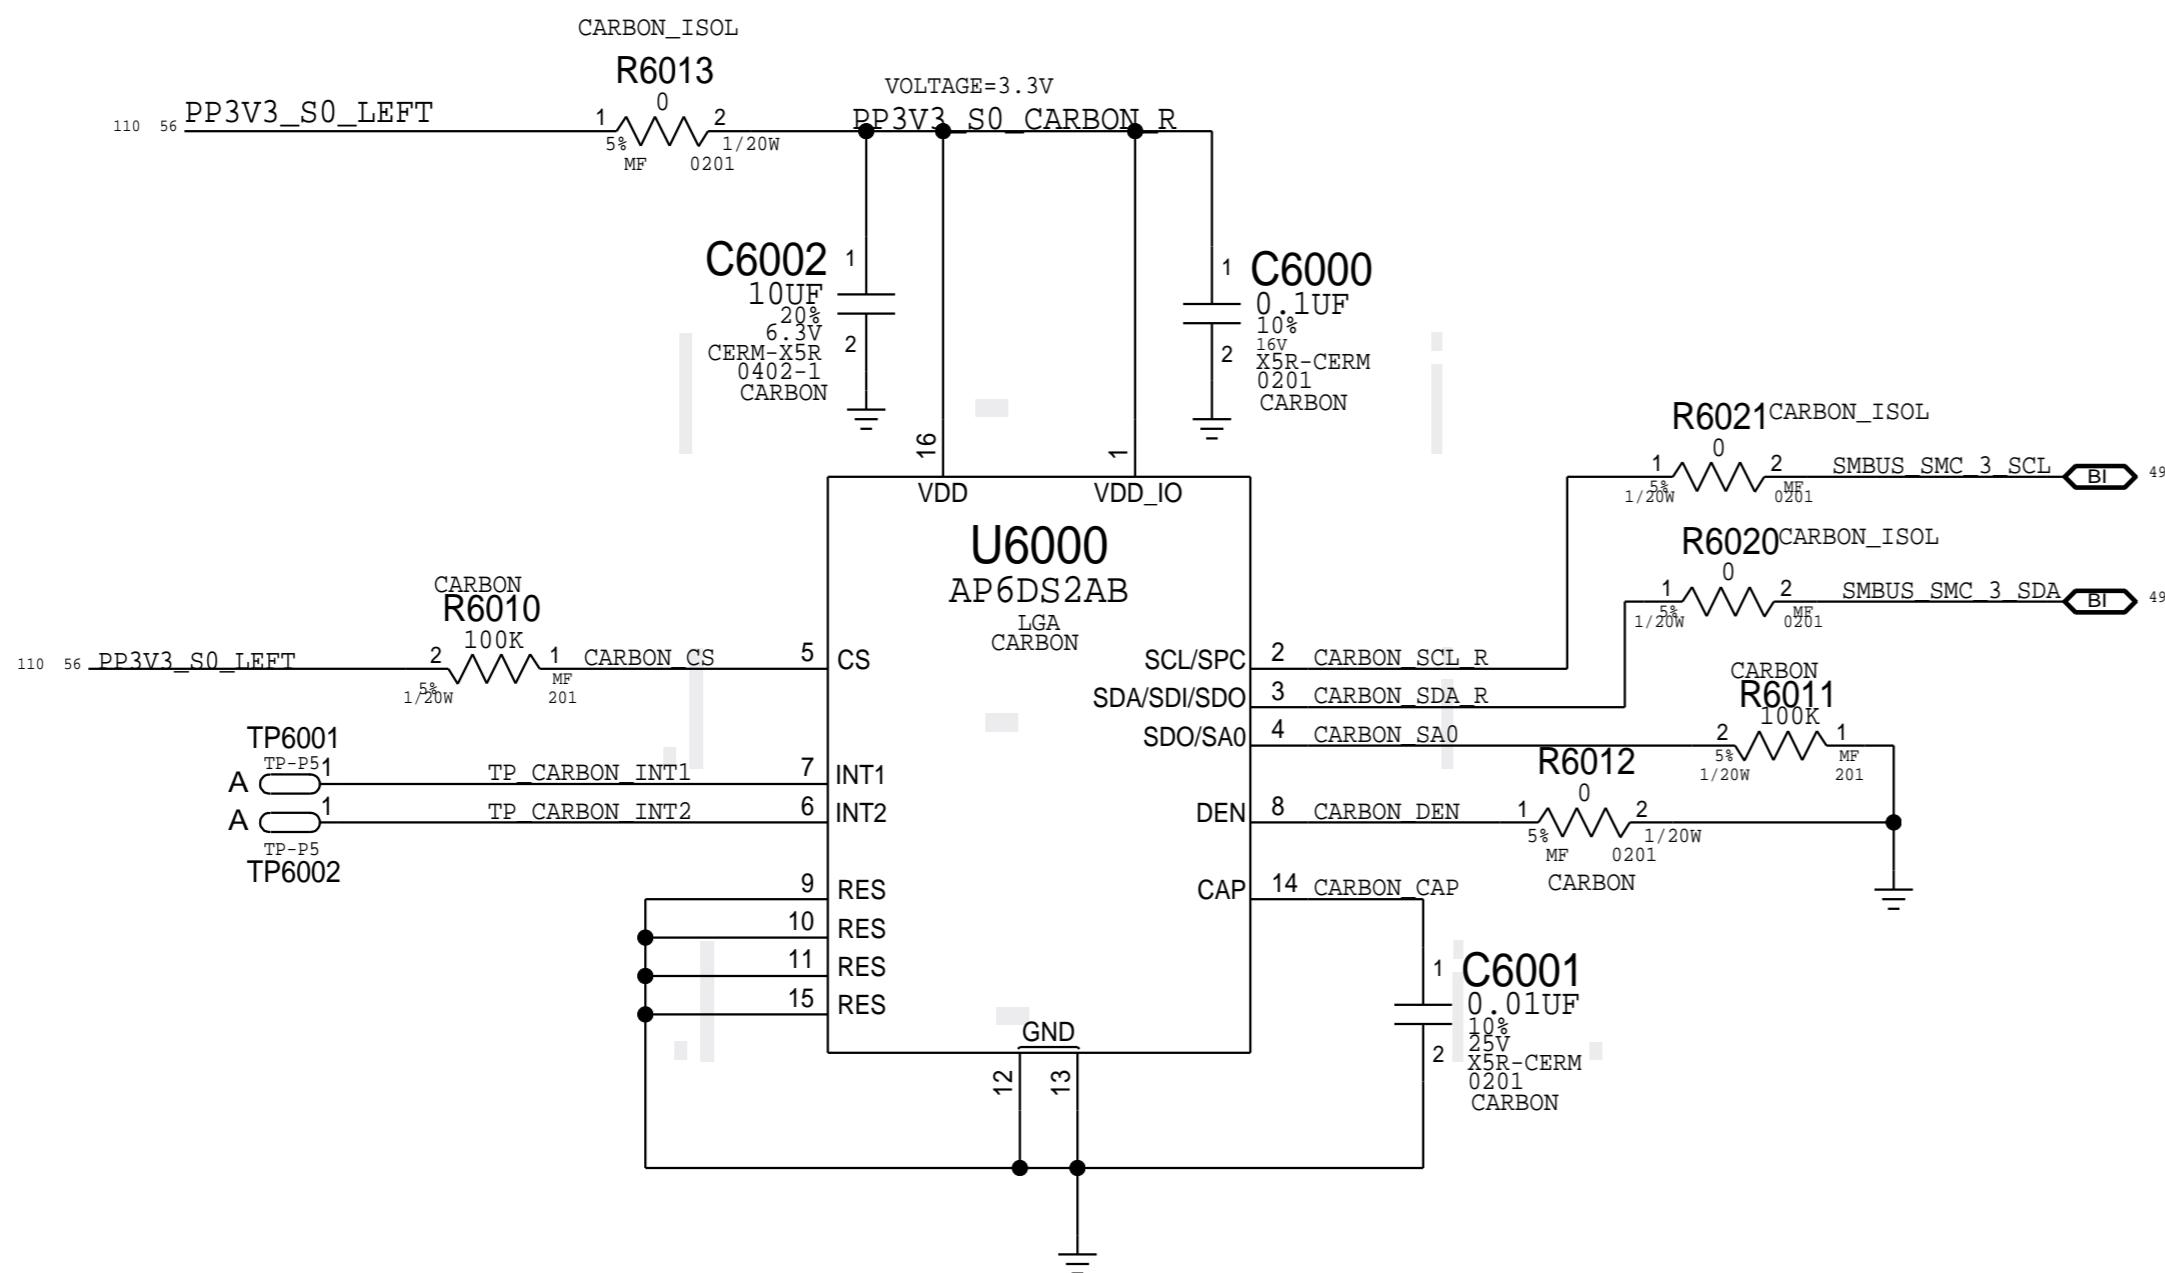 CARBON_ISOL
R6013
0
110 56 PP3V3_S0_LEFT
1 2
5% 1/20W
MF 0201
VOLTAGE=3.3V
PP3V3_S0_CARBON_R
C6002
1
10UF
20%
6.3V
2
CERM-X5R
0402-1
CARBON
1
C6000
0.1UF
10%
16V
2
X5R-CERM
0201
CARBON
16
1
VDD
VDD_IO
U6000
AP6DS2AB
LGA
CARBON
R6021 CARBON_ISOL
0
1 2
SMBUS_SMC_3_SCL
BI
49
5%
1/20W
MF
0201
R6020 CARBON_ISOL
0
1 2
SMBUS_SMC_3_SDA
BI
49
5%
1/20W
MF
0201
CARBON
R6010
100K
110 56 PP3V3_S0_LEFT
2 1
CARBON_CS
5%
1/20W
MF
201
5 CS
SCL/SPC 2 CARBON_SCL_R
SDA/SDI/SDO 3 CARBON_SDA_R
SDO/SA0 4 CARBON_SA0
CARBON
R6011
100K
2 1
5%
1/20W
MF
201
TP6001
TP-P5
A 1
TP_CARBON_INT1
7 INT1
A 1
TP_CARBON_INT2
6 INT2
TP-P5
TP6002
DEN 8 CARBON_DEN
R6012
0
1 2
5% 1/20W
MF 0201
CARBON
9 RES
10 RES
11 RES
15 RES
CAP 14 CARBON_CAP
1
C6001
0.01UF
10%
25V
2
X5R-CERM
0201
CARBON
GND
12
13